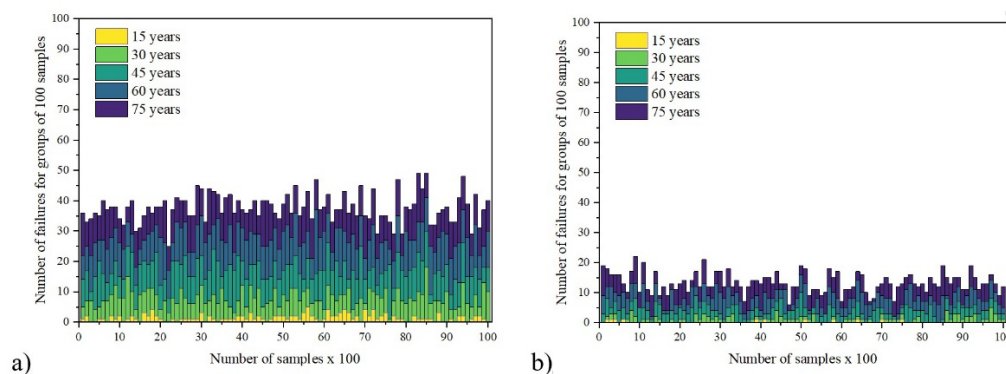 a)
Number of failures for groups of 100 samples
100
90
80
70
60
50
40
30
20
10
0
15 years
30 years
45 years
60 years
75 years
0 10 20 30 40 50 60 70 80 90 100
Number of samples x 100
b)
Number of failures for groups of 100 samples
100
90
80
70
60
50
40
30
20
10
0
15 years
30 years
45 years
60 years
75 years
0 10 20 30 40 50 60 70 80 90 100
Number of samples x 100